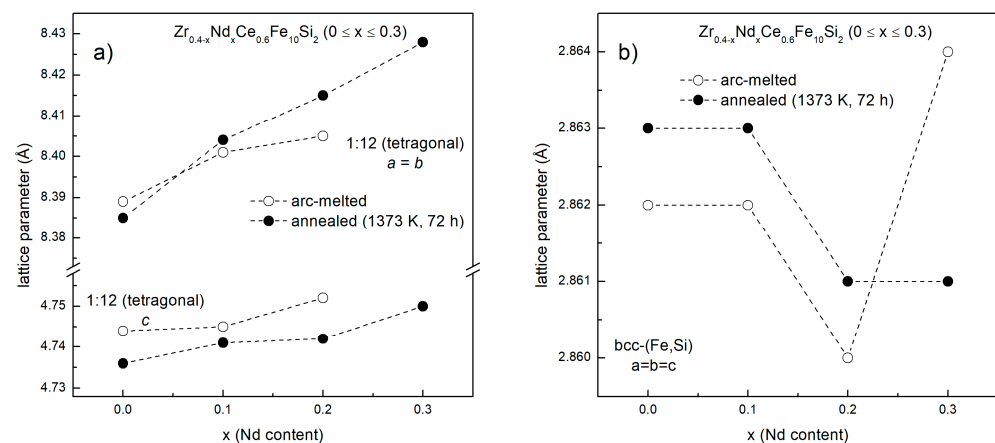 Zr0.4-xNdxCe0.6Fe10Si2 (0 ≤ x ≤ 0.3)
a)
8.43
8.42
8.41
8.40
8.39
8.38
4.75
4.74
4.73
lattice parameter (Å)
1:12 (tetragonal)
a = b
arc-melted
annealed (1373 K, 72 h)
1:12 (tetragonal)
c
0.0 0.1 0.2 0.3
x (Nd content)
Zr0.4-xNdxCe0.6Fe10Si2 (0 ≤ x ≤ 0.3)
b)
2.864
2.863
2.862
2.861
2.860
lattice parameter (Å)
arc-melted
annealed (1373 K, 72 h)
bcc-(Fe,Si)
a=b=c
0.0 0.1 0.2 0.3
x (Nd content)